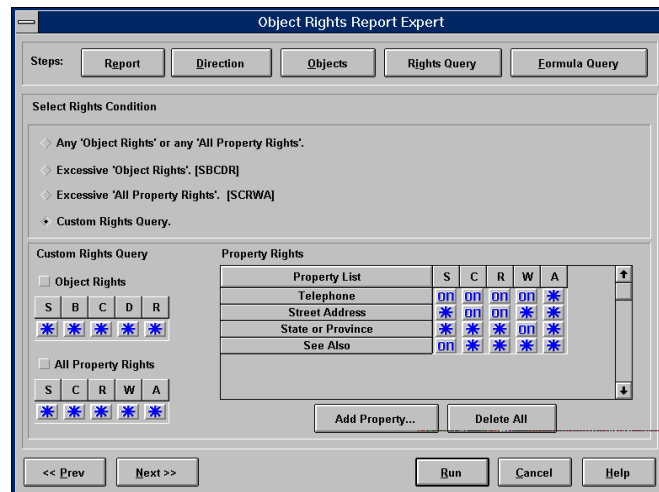 Object Rights Report Expert
Steps: Report Direction Objects Rights Query Formula Query
Select Rights Condition
Any 'Object Rights' or any 'All Property Rights'.
Excessive 'Object Rights'. [SBCDR]
Excessive 'All Property Rights'. [SCRWA]
Custom Rights Query.
Custom Rights Query
Object Rights
S B C D R
* * * * *
All Property Rights
S C R W A
* * * * *
Property Rights
Property List S C R W A
Telephone on on on on *
Street Address * on on * *
State or Province * * * on *
See Also on * * * *
Add Property... Delete All
<< Prev Next >> Run Cancel Help